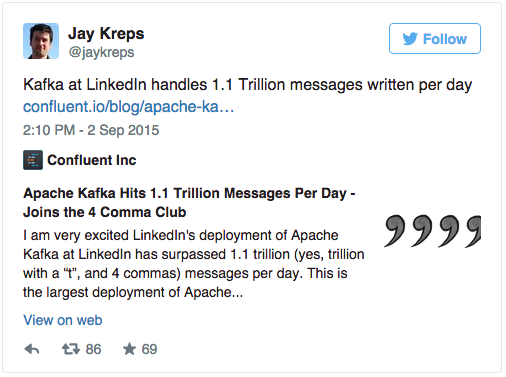 Jay Kreps
@jaykreps
Follow
Kafka at LinkedIn handles 1.1 Trillion messages written per day
confluent.io/blog/apache-ka…
2:10 PM - 2 Sep 2015
Confluent Inc
Apache Kafka Hits 1.1 Trillion Messages Per Day -
Joins the 4 Comma Club
I am very excited LinkedIn's deployment of Apache
Kafka at LinkedIn has surpassed 1.1 trillion (yes, trillion
with a “t”, and 4 commas) messages per day. This is
the largest deployment of Apache...
View on web
86
69